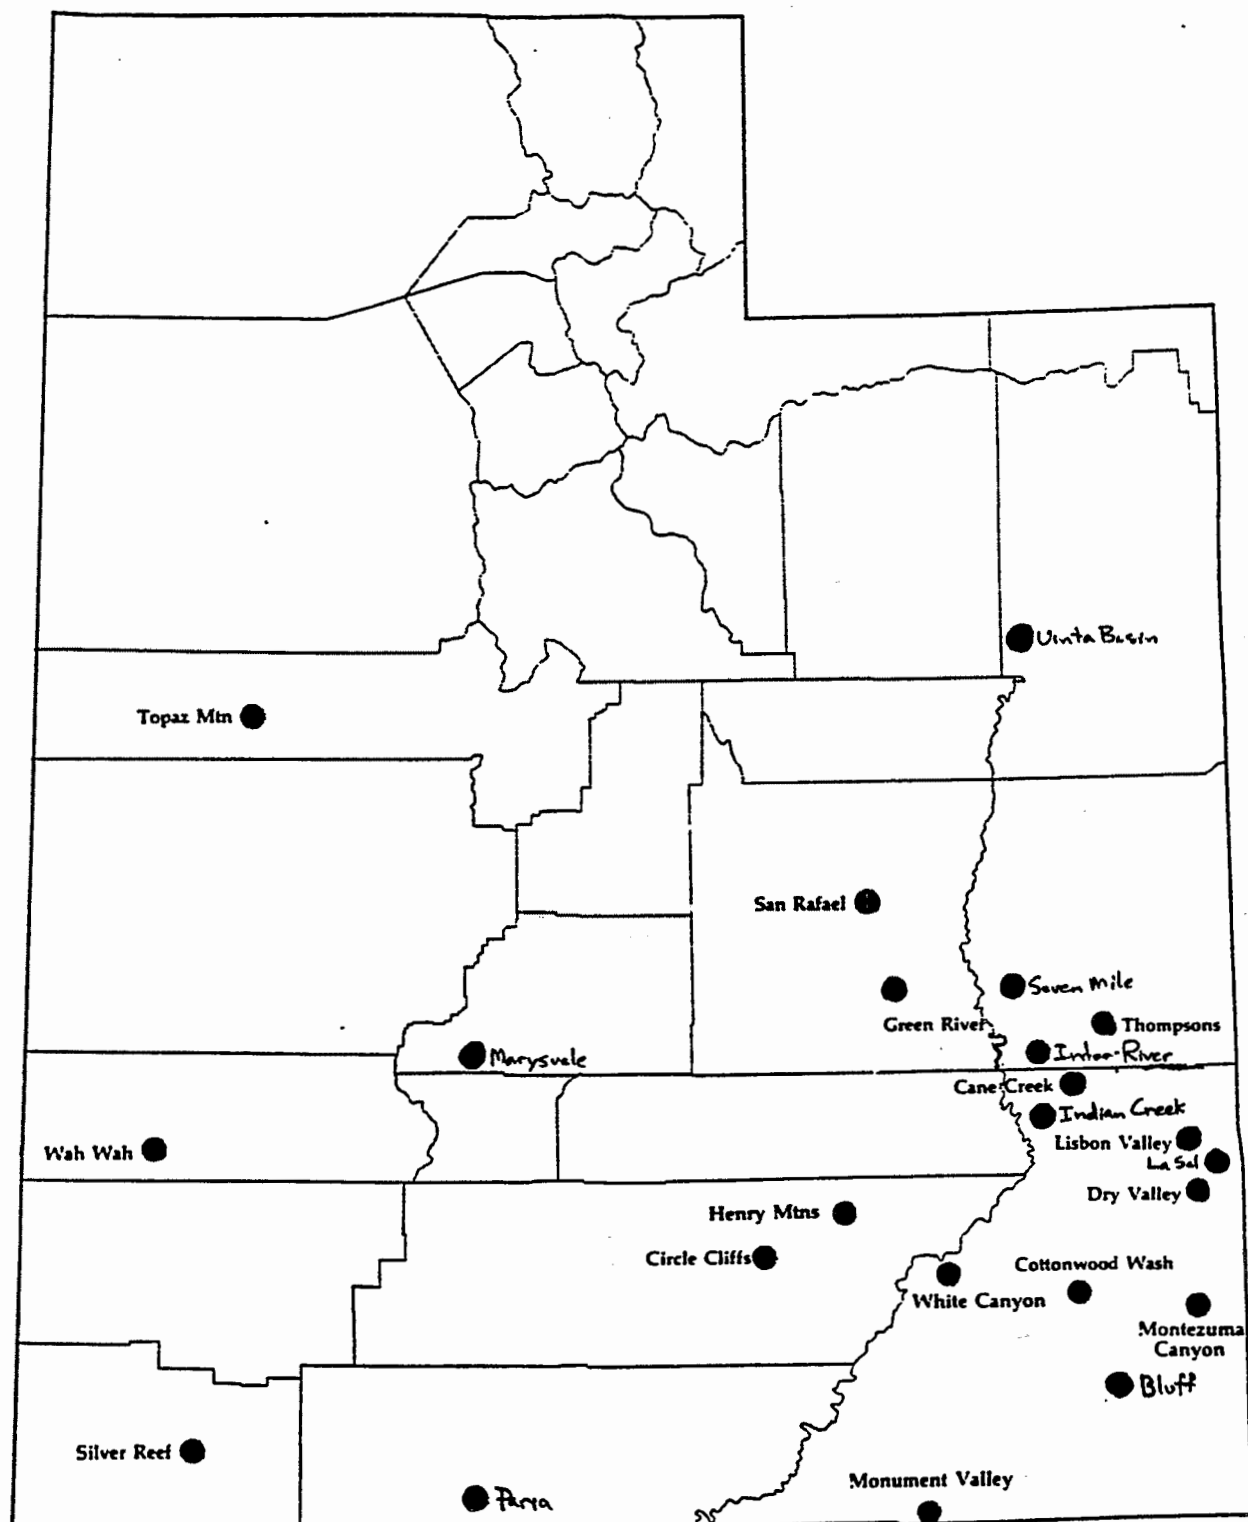 Uinta Basin
Topaz Mtn
San Rafael
Seven Mile
Green River
Thompsons
River
Marysvale
Cane Creek
Indian Creek
Wah Wah
Lisbon Valley
La Sal
Dry Valley
Henry Mtns
Circle Cliffs
Cottonwood Wash
White Canyon
Montezuma
Canyon
Bluff
Silver Reef
Paria
Monument Valley